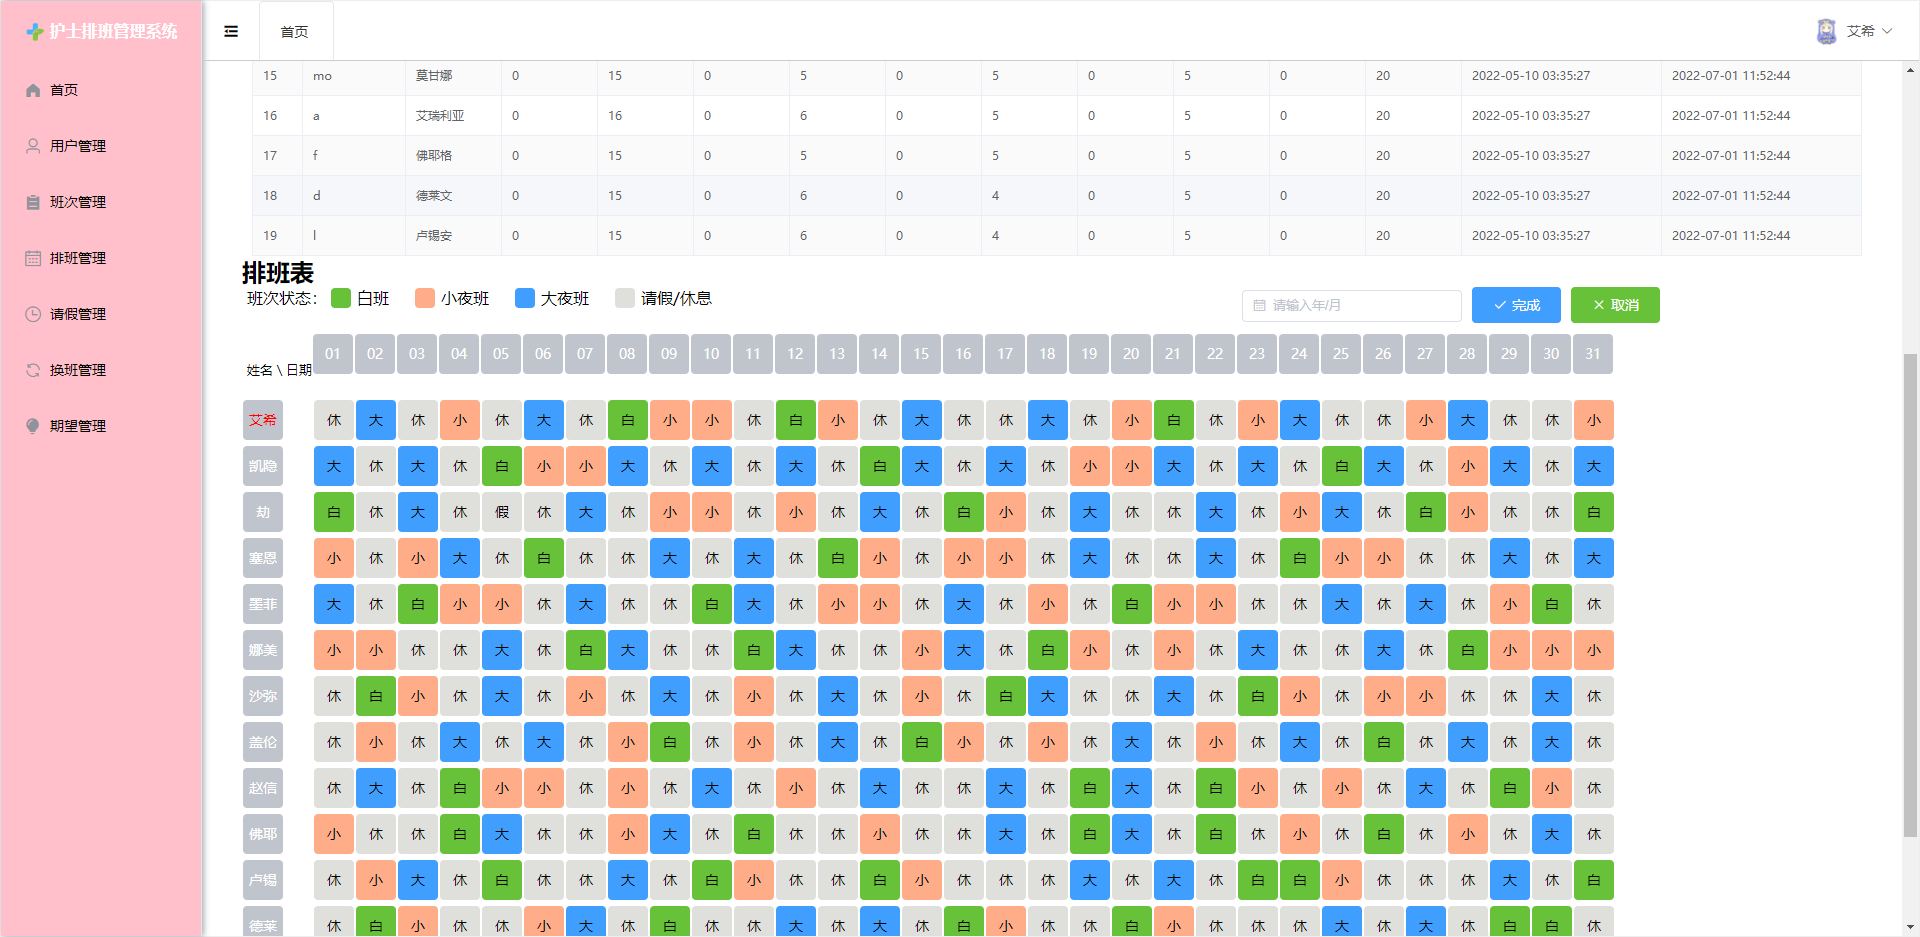 护士排班管理系统
首页
艾希
首页
用户管理
班次管理
排班管理
请假管理
换班管理
期望管理
15 mo 莫甘娜 0 15 0 5 0 5 0 5 0 20 2022-05-10 03:35:27 2022-07-01 11:52:44
16 a 艾瑞利亚 0 16 0 6 0 5 0 5 0 20 2022-05-10 03:35:27 2022-07-01 11:52:44
17 f 佛耶格 0 15 0 5 0 5 0 5 0 20 2022-05-10 03:35:27 2022-07-01 11:52:44
18 d 德莱文 0 15 0 6 0 4 0 5 0 20 2022-05-10 03:35:27 2022-07-01 11:52:44
19 l 卢锡安 0 15 0 6 0 4 0 5 0 20 2022-05-10 03:35:27 2022-07-01 11:52:44
排班表
班次状态: 白班 小夜班 大夜班 请假/休息 请输入年/月 完成 取消
姓名 \ 日期 01 02 03 04 05 06 07 08 09 10 11 12 13 14 15 16 17 18 19 20 21 22 23 24 25 26 27 28 29 30 31
艾希 休 大 休 小 休 大 休 白 小 小 休 白 小 休 大 休 休 大 休 小 白 休 小 大 休 休 小 大 休 休 小
凯隐 大 休 大 休 白 小 小 大 休 大 休 大 休 白 大 休 大 休 小 小 大 休 大 休 白 大 休 小 大 休 大
劫 白 休 大 休 假 休 大 休 小 小 休 小 休 大 休 白 小 休 大 休 休 大 休 小 大 休 白 小 休 休 白
塞恩 小 休 小 大 休 白 休 休 大 休 大 休 白 小 休 小 小 休 大 休 休 大 休 白 小 小 休 休 大 休 大
墨菲 大 休 白 小 小 休 大 休 休 白 大 休 小 小 休 大 休 小 休 白 小 小 休 休 大 休 大 休 小 白 休
娜美 小 小 休 休 大 休 白 大 休 休 白 大 休 休 小 大 休 白 小 休 小 休 大 休 休 大 休 白 小 小 小
沙弥 休 白 小 休 大 休 小 休 大 休 小 休 大 休 小 休 白 大 休 休 大 休 白 小 休 小 小 休 休 大 休
盖伦 休 小 休 大 休 大 休 小 白 休 小 休 大 休 白 小 休 小 休 大 休 小 休 大 休 白 休 大 休 大 休
赵信 休 大 休 白 小 小 休 小 休 大 休 小 休 大 休 休 大 休 白 大 休 白 小 休 小 休 大 休 白 小 休
佛耶 小 休 休 白 大 休 休 小 大 休 白 休 休 小 休 休 大 休 白 大 休 白 休 小 休 白 休 小 休 大 休
卢锡 休 小 大 休 白 休 休 大 休 白 小 休 休 白 小 休 休 休 大 休 大 休 白 白 小 休 休 休 大 休 白
德莱 休 白 小 休 休 小 大 休 白 休 休 大 休 大 休 白 小 休 休 白 小 休 休 休 大 休 大 休 白 白 休